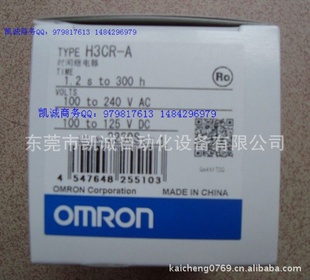 凯诚商务QQ:979817613 1484296979
TYPE H3CR-A
时间继电器
TIME
1.2 s to 300 h
VOLTS
100 to 240 V AC
凯诚商务QQ:979817613 1484296979
100 to 125 V DC
东莞市凯诚自动化设备有限公司
OMRON Corporation
MADE IN CHINA
4 547648 255103
OMRON
kaicheng0769.cn.alibaba.com